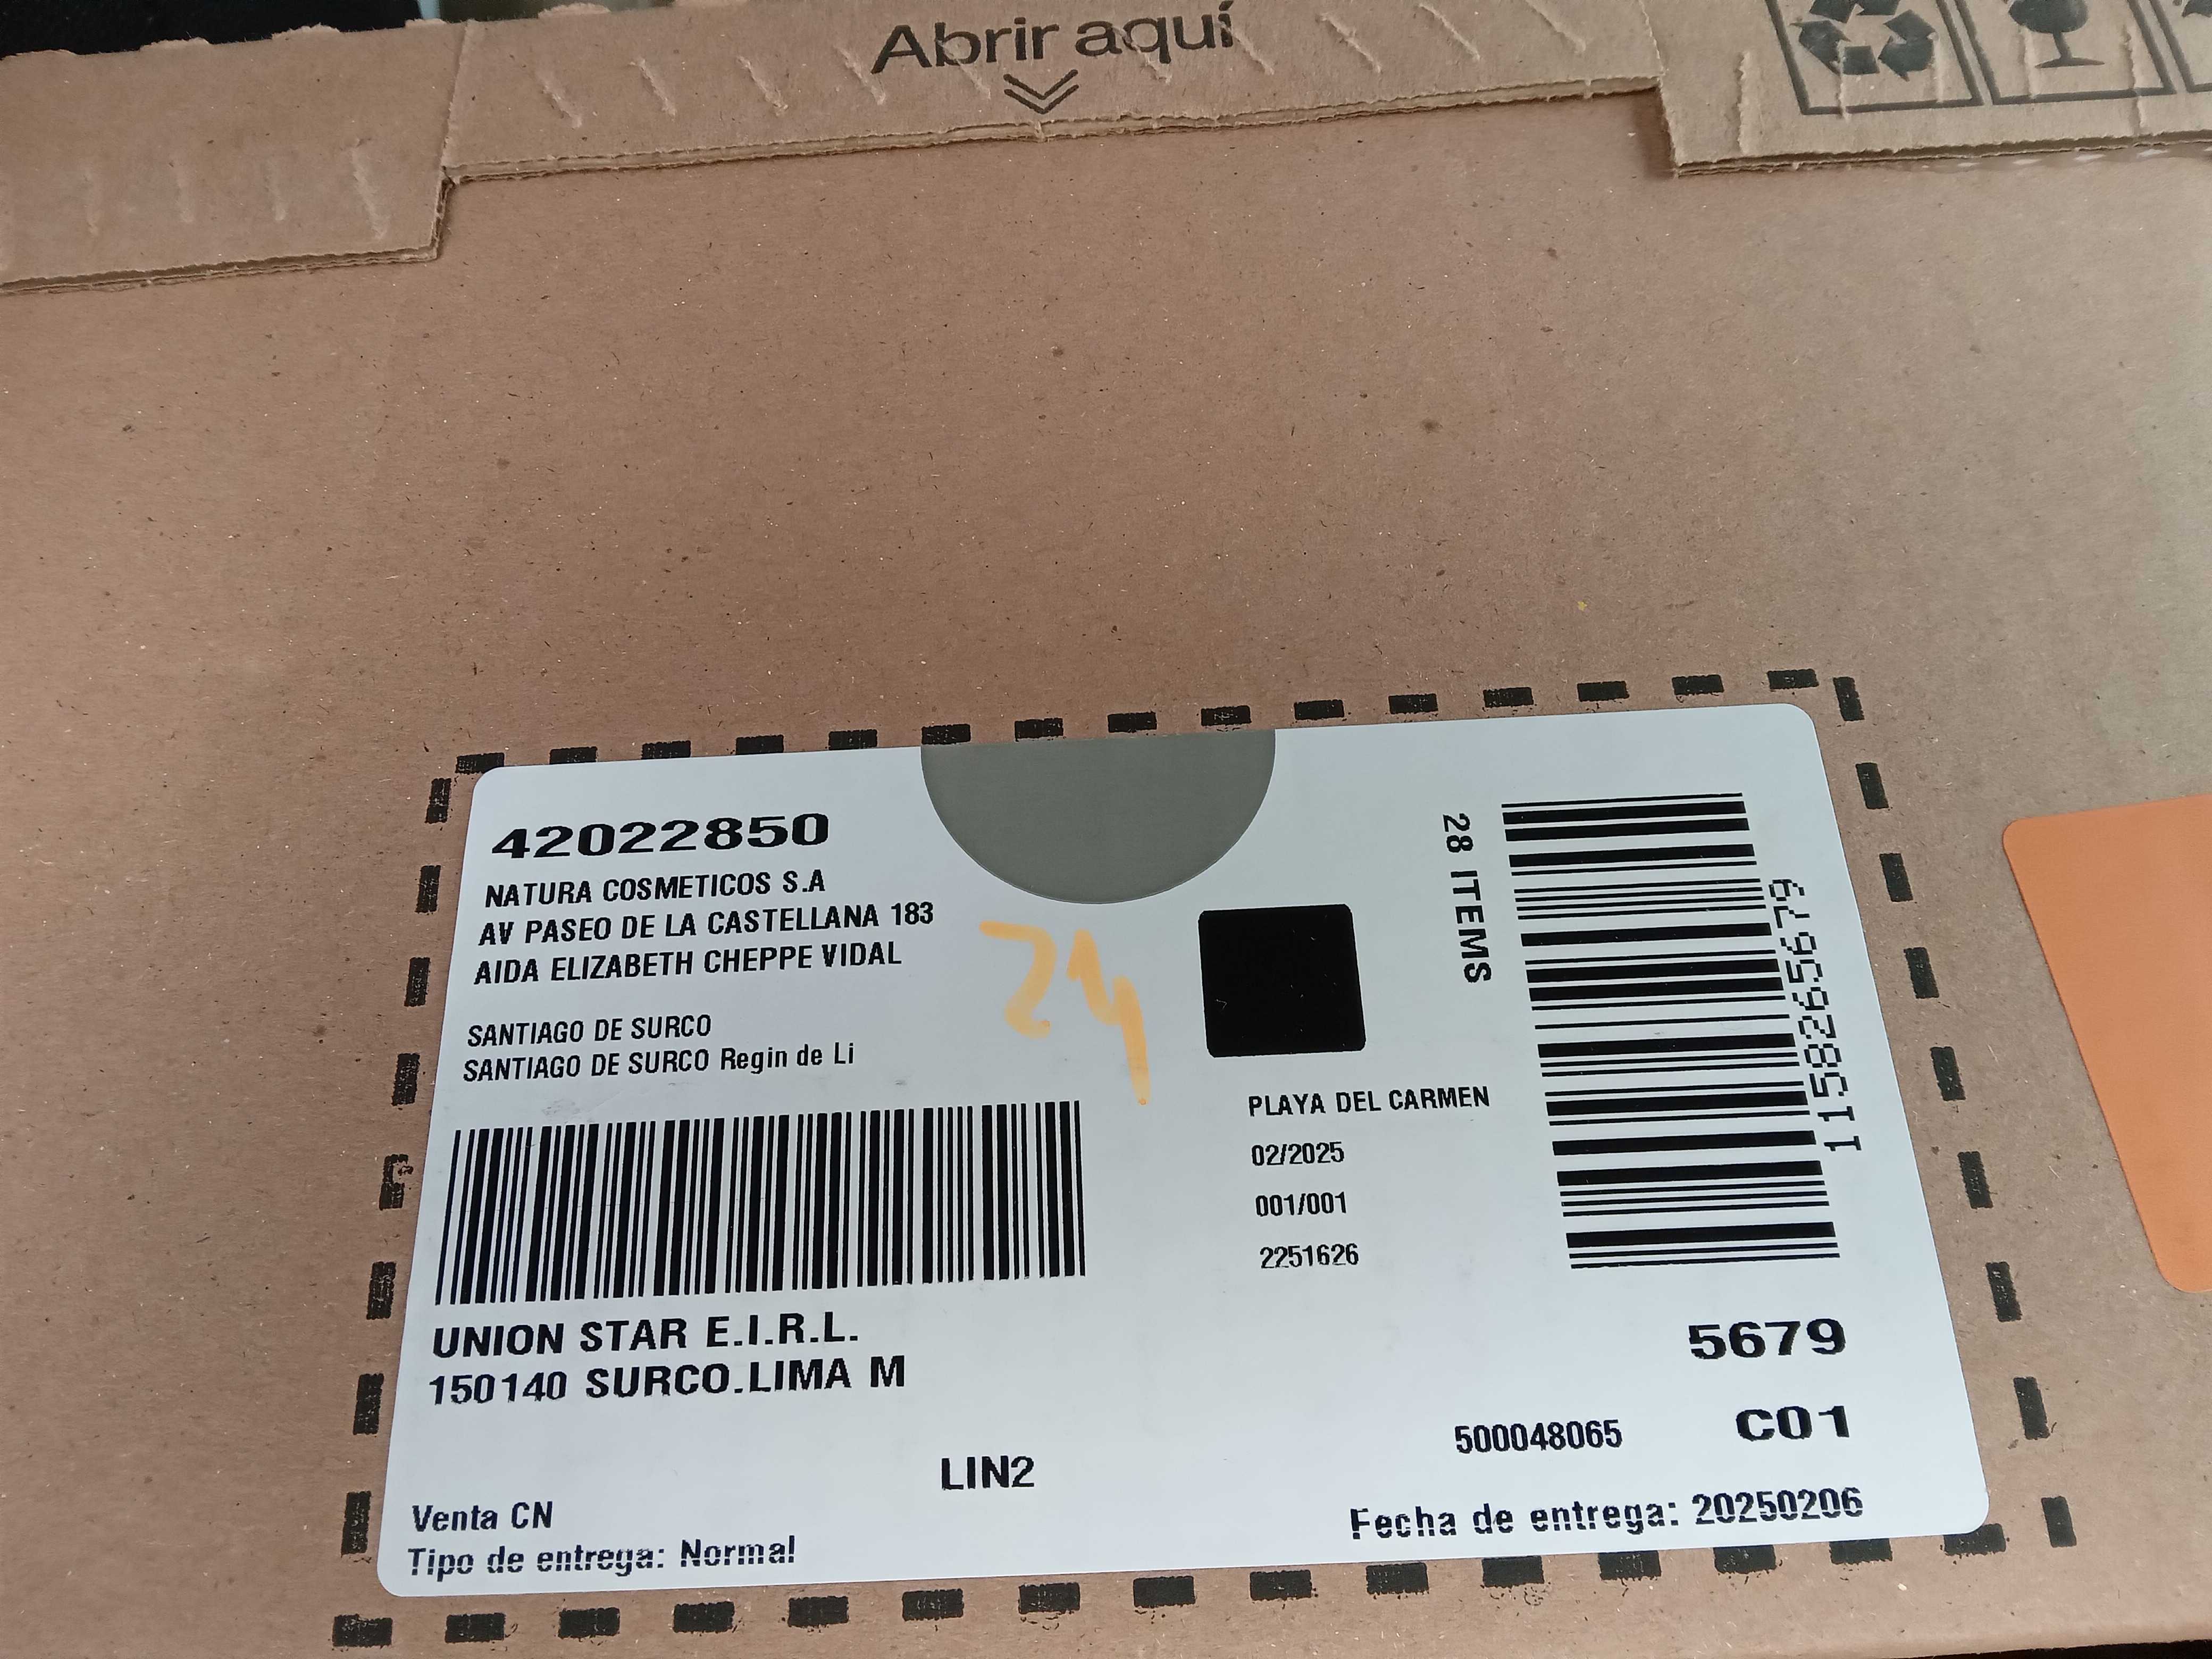 Abrir aquí
42022850
NATURA COSMETICOS S.A
AV PASEO DE LA CASTELLANA 183
AIDA ELIZABETH CHEPPE VIDAL
SANTIAGO DE SURCO
SANTIAGO DE SURCO Regin de Li
24
28 ITEMS
1158265679
PLAYA DEL CARMEN
02/2025
001/001
2251626
UNION STAR E.I.R.L.
150140 SURCO.LIMA M
5679
500048065 C01
LIN2
Venta CN
Tipo de entrega: Normal
Fecha de entrega: 20250206